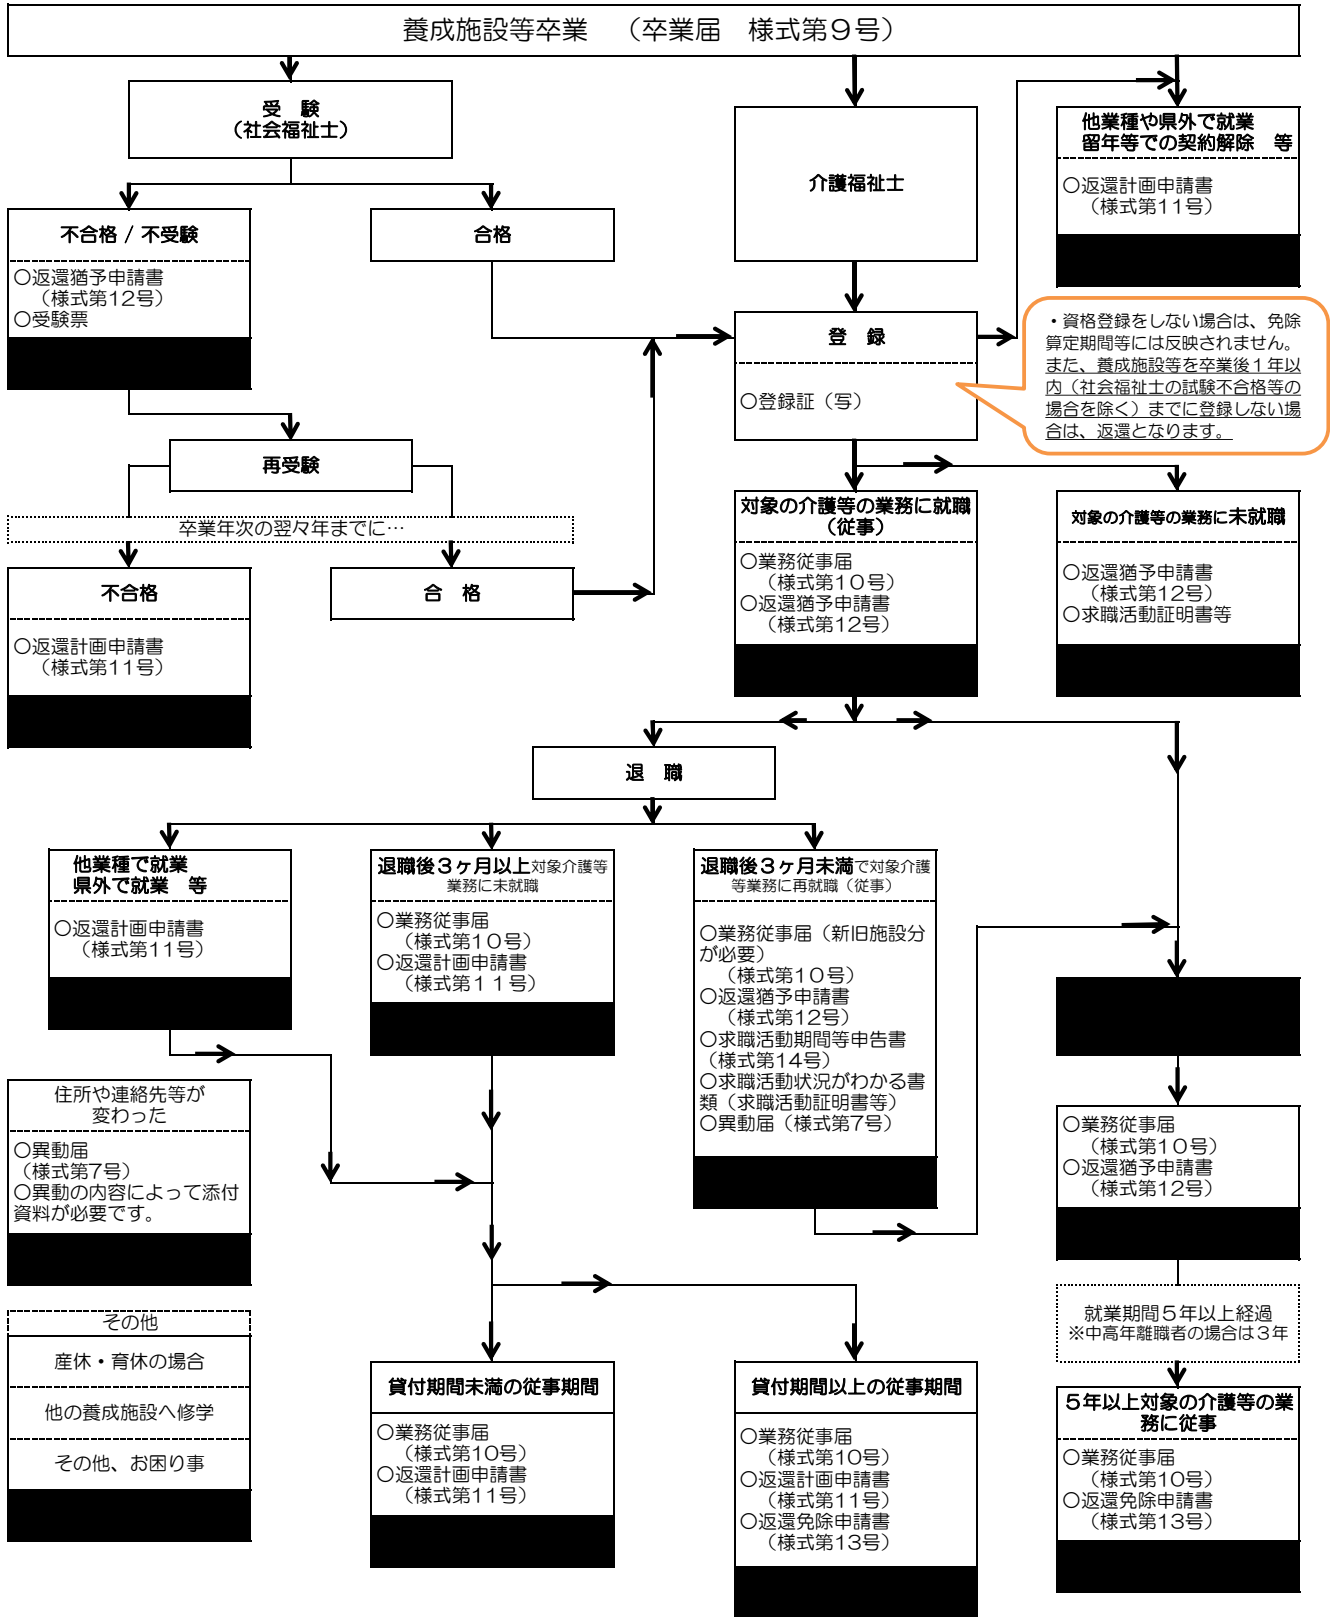 養成施設等卒業　（卒業届　様式第９号）
受　験
（社会福祉士）
介護福祉士
他業種や県外で就業
留年等での契約解除　等
○返還計画申請書
（様式第11号）
不合格 / 不受験
○返還猶予申請書
（様式第12号）
○受験票
合格
登　録
○登録証（写）
・資格登録をしない場合は、免除
算定期間等には反映されません。
また、養成施設等を卒業後１年以
内（社会福祉士の試験不合格等の
場合を除く）までに登録しない場
合は、返還となります。
再受験
卒業年次の翌々年までに…
不合格
○返還計画申請書
（様式第11号）
合　格
対象の介護等の業務に就職
（従事）
○業務従事届
（様式第１０号）
○返還猶予申請書
（様式第12号）
対象の介護等の業務に未就職
○返還猶予申請書
（様式第12号）
○求職活動証明書等
退　職
他業種で就業
県外で就業　等
○返還計画申請書
（様式第11号）
退職後３ヶ月以上対象介護等
業務に未就職
○業務従事届
（様式第１０号）
○返還計画申請書
（様式第１１号）
退職後３ヶ月未満で対象介護
等業務に再就職（従事）
○業務従事届（新旧施設分
が必要）
（様式第１０号）
○返還猶予申請書
（様式第12号）
○求職活動期間等申告書
（様式第14号）
○求職活動状況がわかる書
類（求職活動証明書等）
○異動届（様式第7号）
住所や連絡先等が
変わった
○異動届
（様式第7号）
○異動の内容によって添付
資料が必要です。
○業務従事届
（様式第１０号）
○返還猶予申請書
（様式第12号）
就業期間５年以上経過
※中高年離職者の場合は３年
その他
産休・育休の場合
他の養成施設へ修学
その他、お困り事
貸付期間未満の従事期間
○業務従事届
（様式第10号）
○返還計画申請書
（様式第11号）
貸付期間以上の従事期間
○業務従事届
（様式第10号）
○返還計画申請書
（様式第11号）
○返還免除申請書
（様式第13号）
５年以上対象の介護等の業
務に従事
○業務従事届
（様式第10号）
○返還免除申請書
（様式第13号）